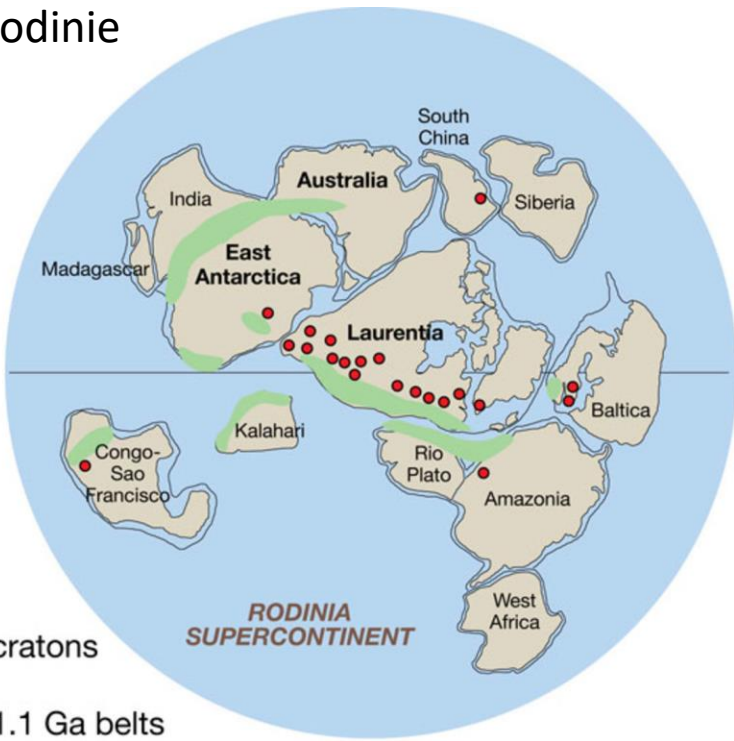 odinie
South
China
Australia
India
Siberia
East
Antarctica
Madagascar
Laurentia
Baltica
Kalahari
Congo-
Sao
Francisco
Rio
Plato
Amazonia
West
Africa
RODINIA
SUPERCONTINENT
cratons
1.1 Ga belts